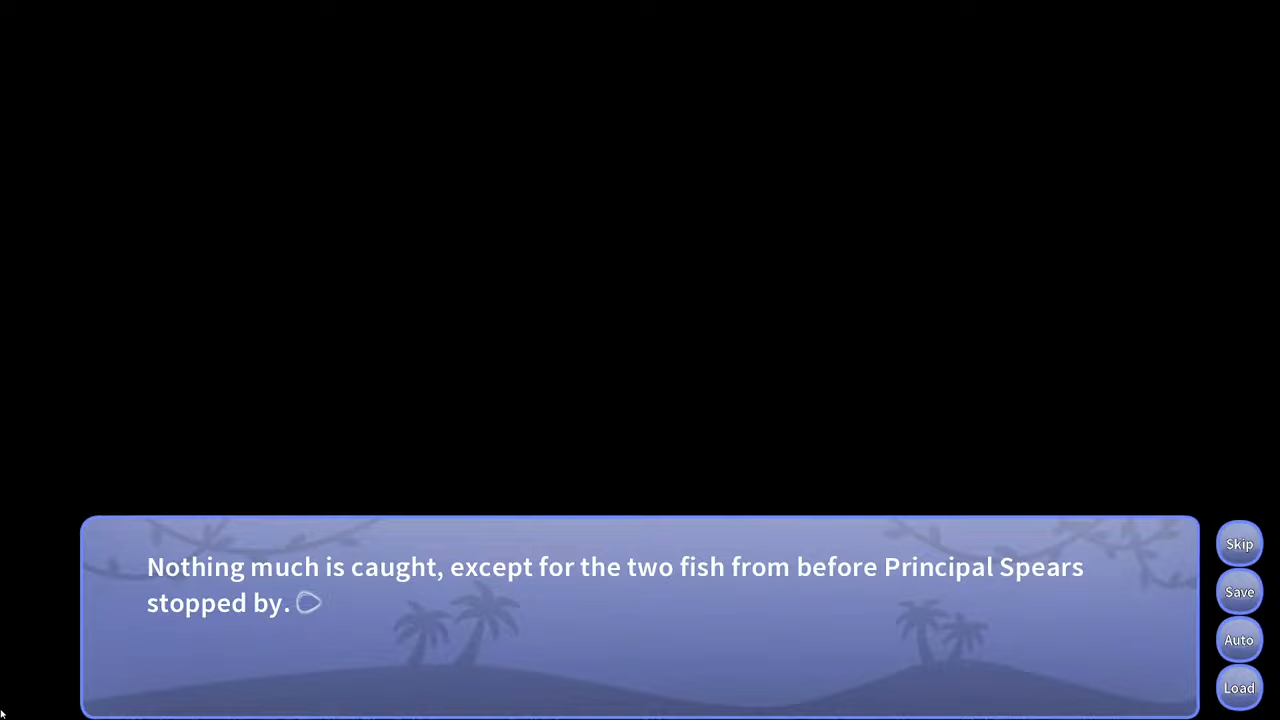 Nothing much is caught, except for the two fish from before Principal Spears
stopped by.
Skip
Save
Auto
Load